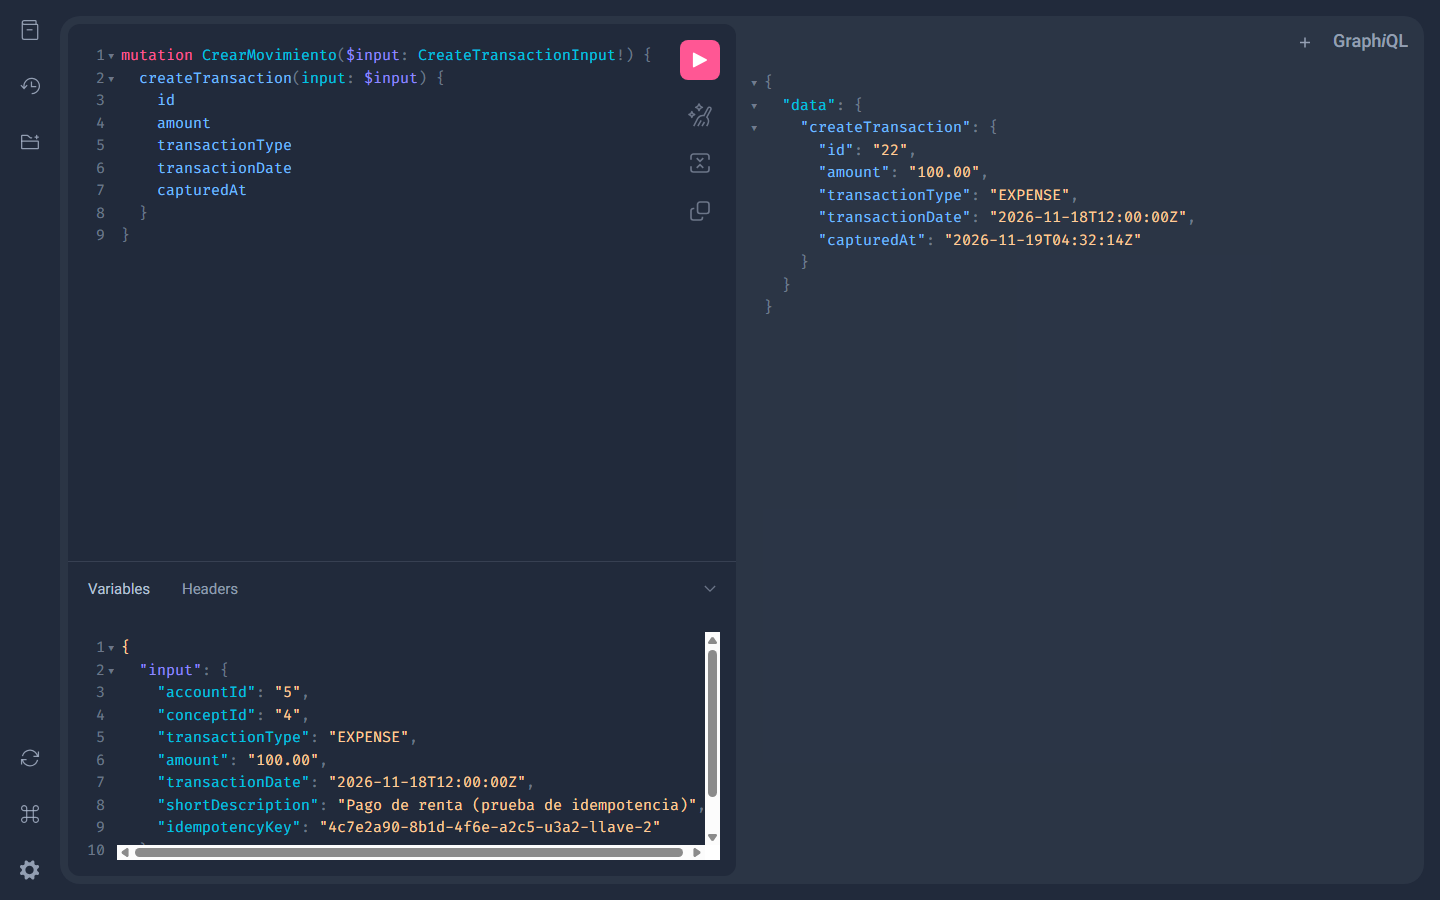 1 mutation CrearMovimiento($input: CreateTransactionInput!) {
2 createTransaction(input: $input) {
3 id
4 amount
5 transactionType
6 transactionDate
7 capturedAt
8 }
9 }
Variables Headers
1 {
2 "input": {
3 "accountId": "5",
4 "conceptId": "4",
5 "transactionType": "EXPENSE",
6 "amount": "100.00",
7 "transactionDate": "2026-11-18T12:00:00Z",
8 "shortDescription": "Pago de renta (prueba de idempotencia)",
9 "idempotencyKey": "4c7e2a90-8b1d-4f6e-a2c5-u3a2-llave-2"
10
+ GraphiQL
{
"data": {
"createTransaction": {
"id": "22",
"amount": "100.00",
"transactionType": "EXPENSE",
"transactionDate": "2026-11-18T12:00:00Z",
"capturedAt": "2026-11-19T04:32:14Z"
}
}
}